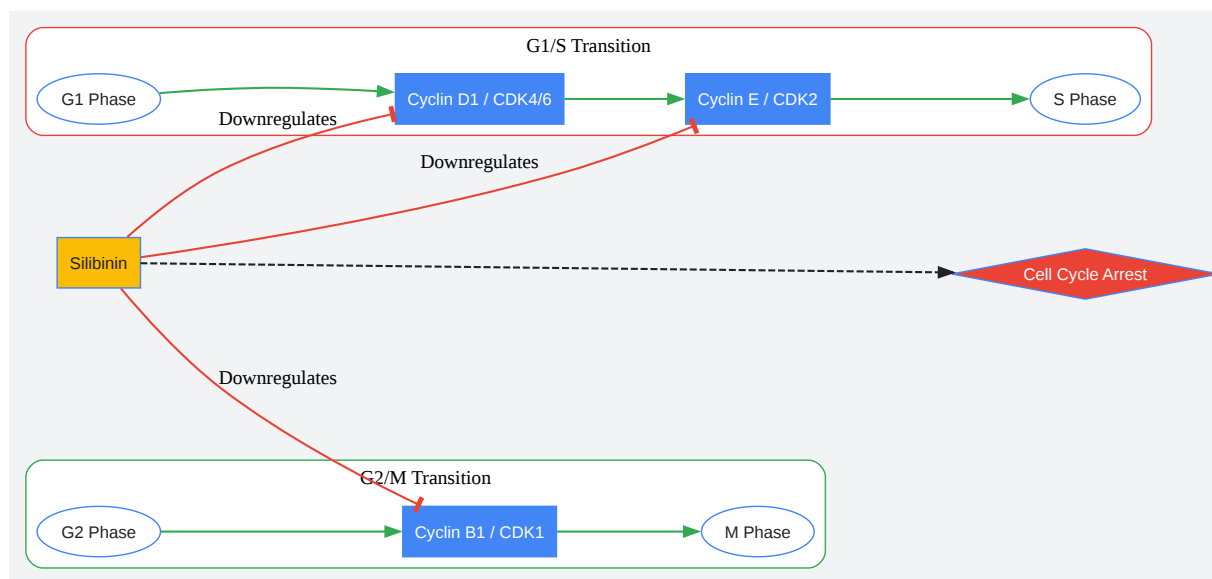 G1/S Transition
G1 Phase
Cyclin D1 / CDK4/6
Cyclin E / CDK2
S Phase
Downregulates
Downregulates
Silibinin
Cell Cycle Arrest
Downregulates
G2/M Transition
G2 Phase
Cyclin B1 / CDK1
M Phase